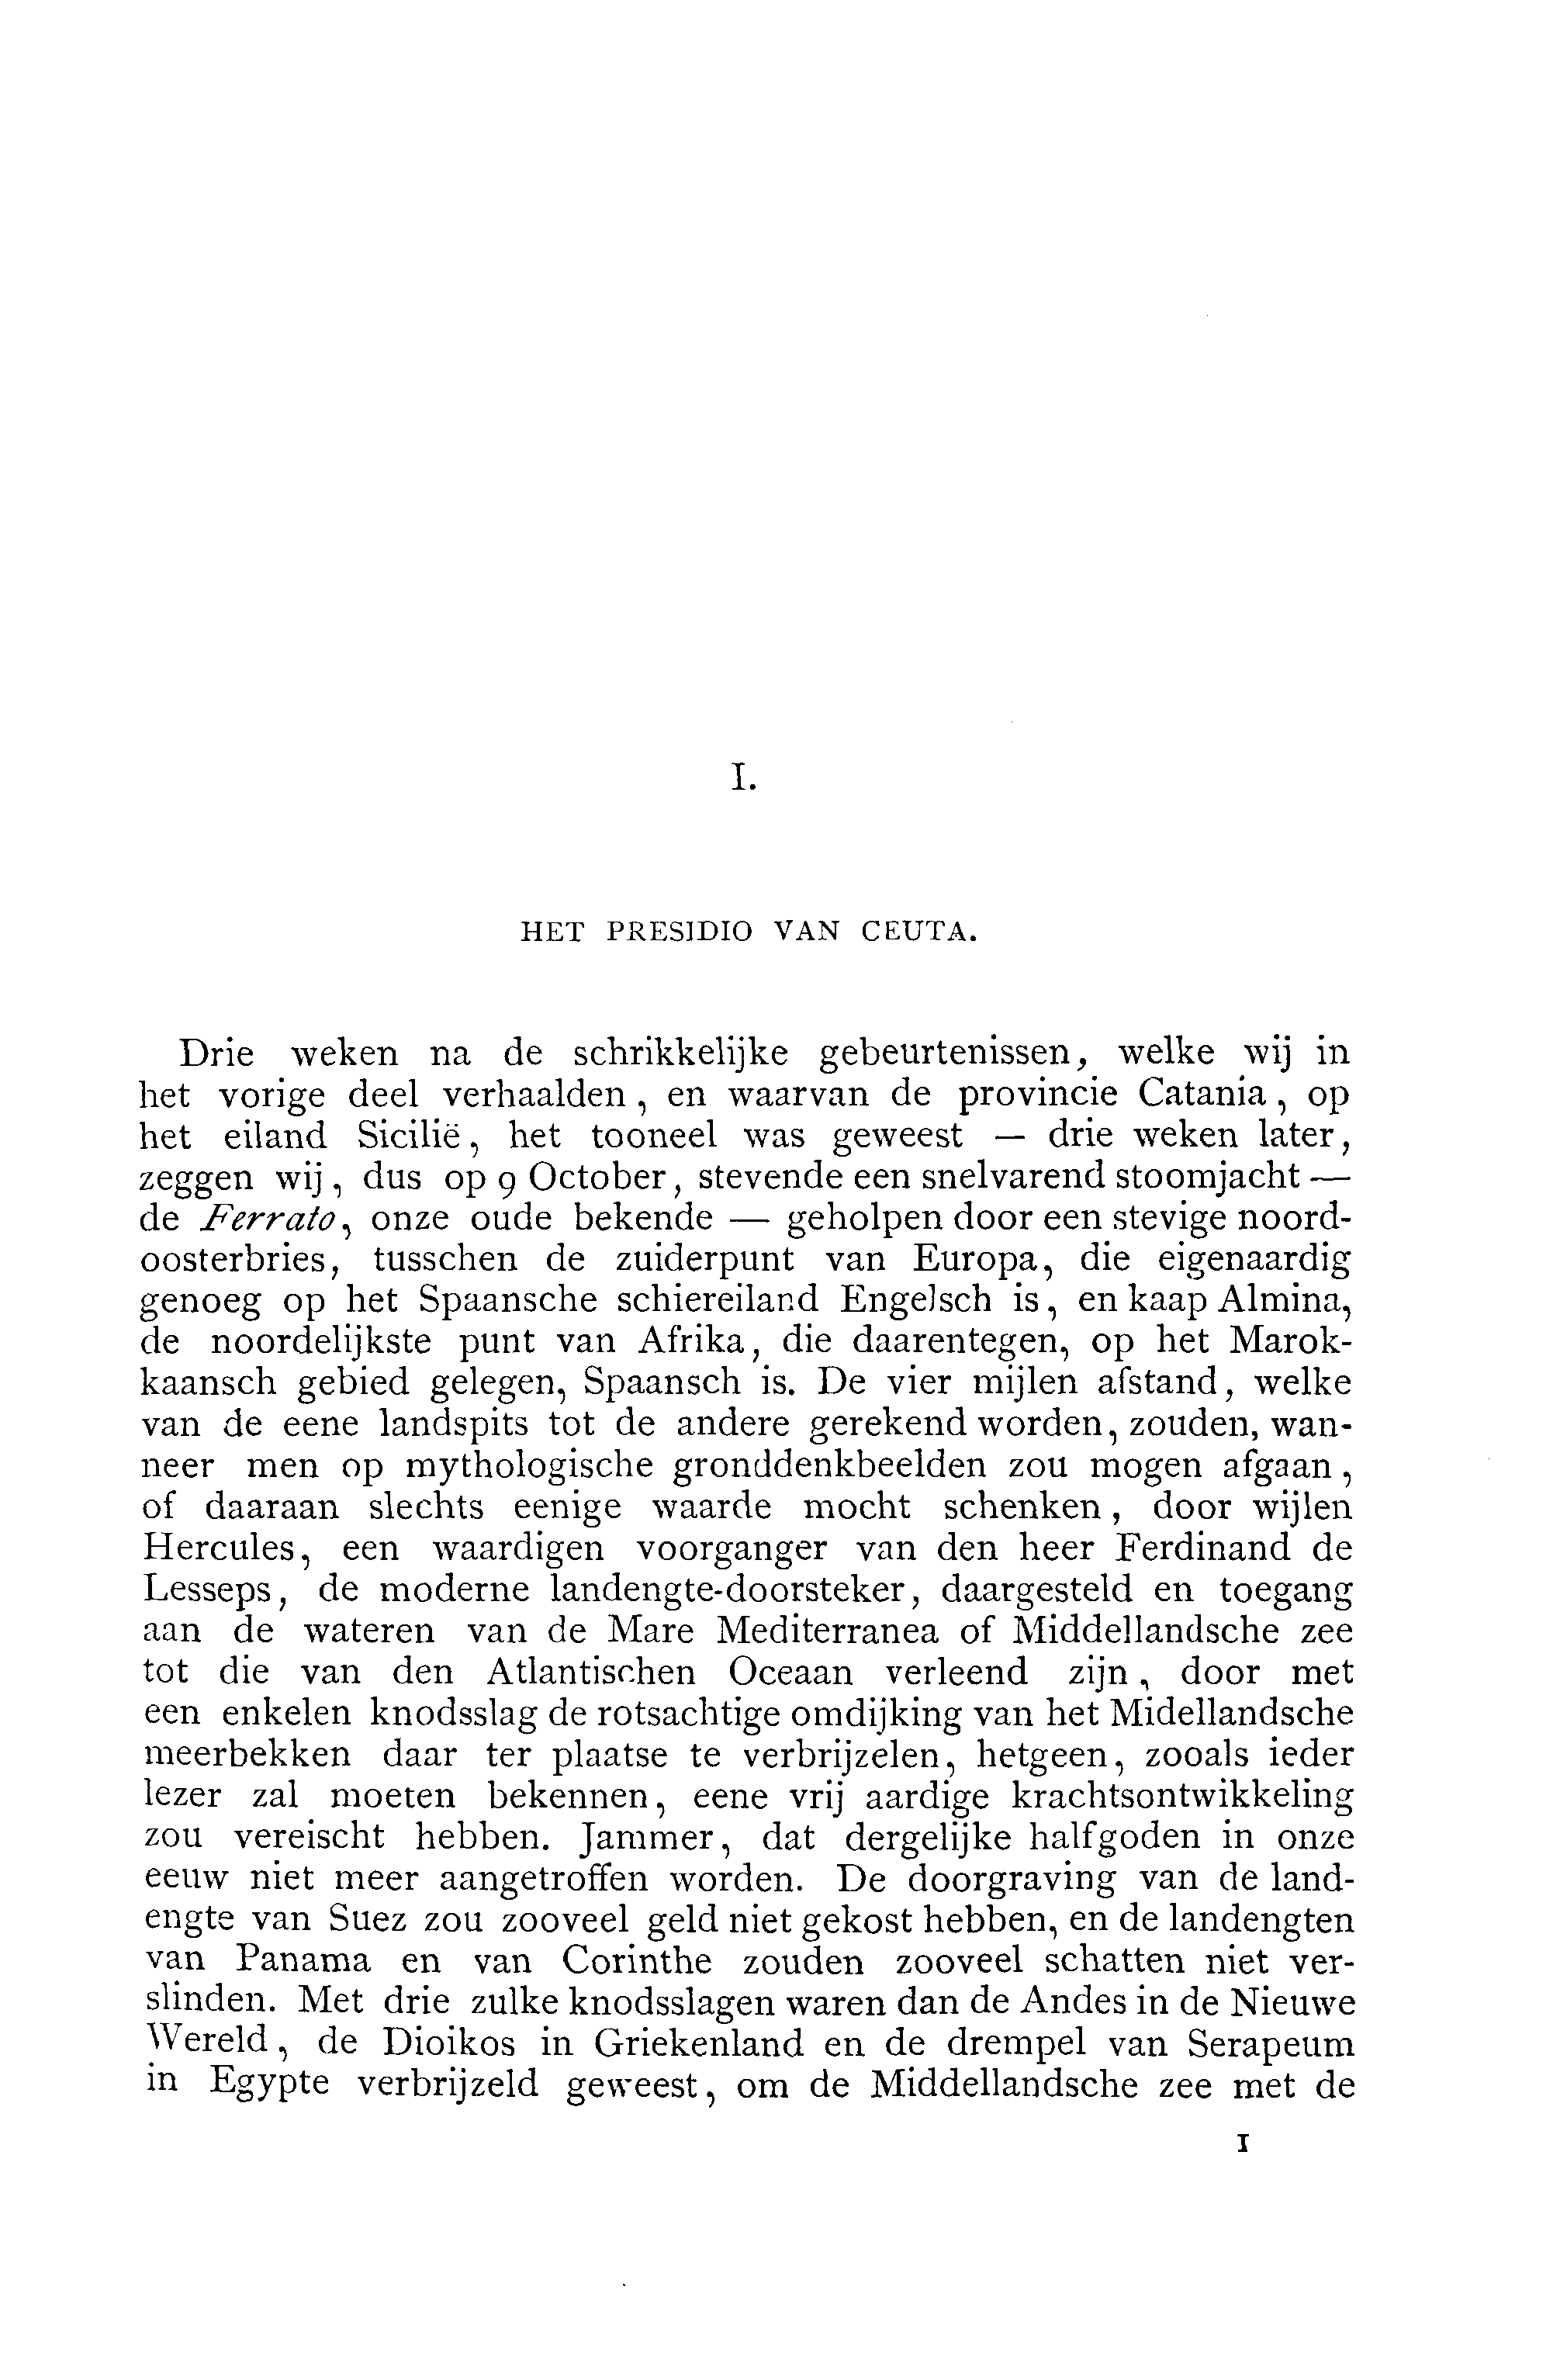 I.
HET PRESIDIO VAN CEUTA.
Drie weken na de schrikkelijke gebeurtenissen, welke wij in
het vorige deel verhaalden, en waarvan de provincie Catania, op
het eiland Sicilië, het tooneel was geweest — drie weken later,
zeggen wij, dus op 9 October, stevende een snelvarend stoomjacht —
de Ferrato, onze oude bekende — geholpen door een stevige noord-
oosterbries, tusschen de zuiderpunt van Europa, die eigenaardig
genoeg op het Spaansche schiereiland Engelsch is, en kaap Almina,
de noordelijkste punt van Afrika, die daarentegen, op het Marok-
kaansch gebied gelegen, Spaansch is. De vier mijlen afstand, welke
van de eene landspits tot de andere gerekend worden, zouden, wan-
neer men op mythologische gronddenkbeelden zou mogen afgaan,
of daaraan slechts eenige waarde mocht schenken, door wijlen
Hercules, een waardigen voorganger van den heer Ferdinand de
Lesseps, de moderne landengte-doorsteker, daargesteld en toegang
aan de wateren van de Mare Mediterranea of Middellandsche zee
tot die van den Atlantischen Oceaan verleend zijn, door met
een enkelen knodsslag de rotsachtige omdijking van het Midellandsche
meerbekken daar ter plaatse te verbrijzelen, hetgeen, zooals ieder
lezer zal moeten bekennen, eene vrij aardige krachtsontwikkeling
zou vereischt hebben. Jammer, dat dergelijke halfgoden in onze
eeuw niet meer aangetroffen worden. De doorgraving van de land-
engte van Suez zou zooveel geld niet gekost hebben, en de landengten
van Panama en van Corinthe zouden zooveel schatten niet ver-
slinden. Met drie zulke knodsslagen waren dan de Andes in de Nieuwe
Wereld, de Dioikos in Griekenland en de drempel van Serapeum
in Egypte verbrijzeld geweest, om de Middellandsche zee met de
1